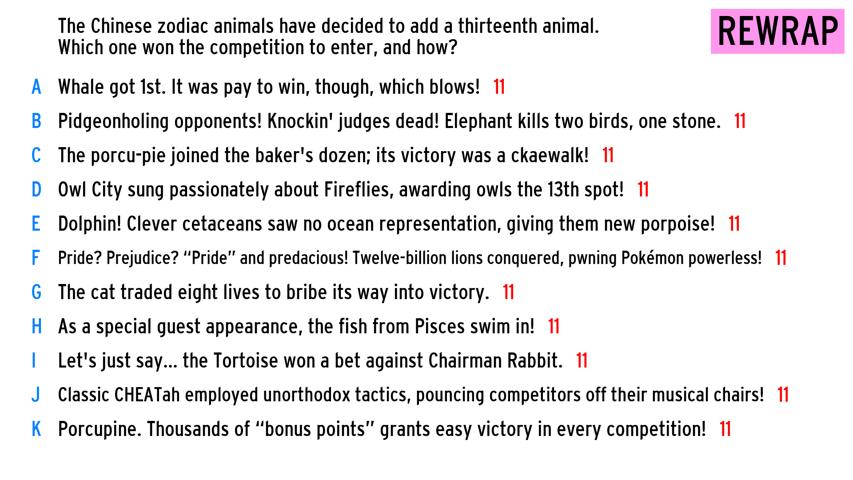 The Chinese zodiac animals have decided to add a thirteenth animal.
Which one won the competition to enter, and how?
REWRAP
A Whale got 1st. It was pay to win, though, which blows! 11
B Pidgeonholing opponents! Knockin' judges dead! Elephant kills two birds, one stone. 11
C The porcu-pie joined the baker's dozen; its victory was a ckaewalk! 11
D Owl City sung passionately about Fireflies, awarding owls the 13th spot! 11
E Dolphin! Clever cetaceans saw no ocean representation, giving them new porpoise! 11
F Pride? Prejudice? “Pride” and predacious! Twelve-billion lions conquered, pwning Pokémon powerless! 11
G The cat traded eight lives to bribe its way into victory. 11
H As a special guest appearance, the fish from Pisces swim in! 11
I Let's just say... the Tortoise won a bet against Chairman Rabbit. 11
J Classic CHEATah employed unorthodox tactics, pouncing competitors off their musical chairs! 11
K Porcupine. Thousands of “bonus points” grants easy victory in every competition! 11